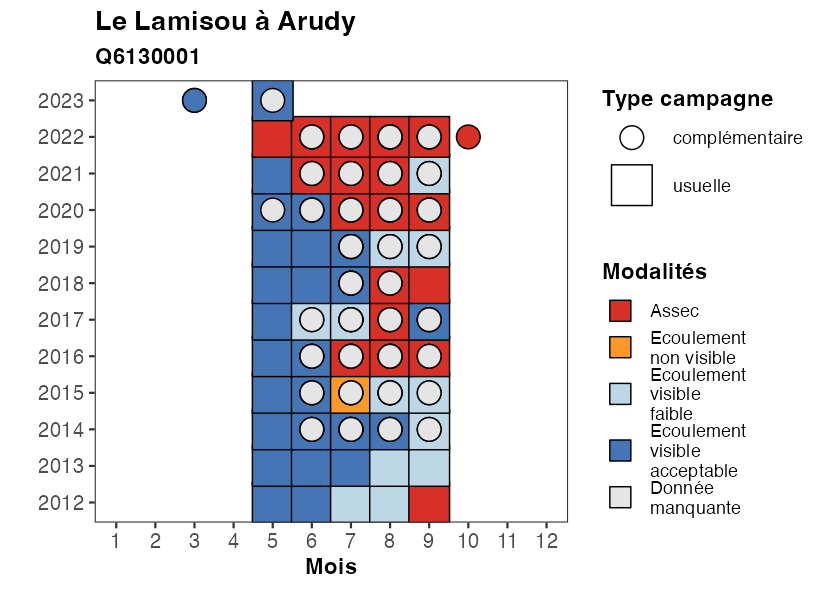 Le Lamisou à Arudy
Q6130001
2023
2022
2021
2020
2019
2018
2017
2016
2015
2014
2013
2012
1 2 3 4 5 6 7 8 9 10 11 12
Mois
Type campagne
complémentaire
usuelle
Modalités
Assec
Ecoulement
non visible
Ecoulement
visible
faible
Ecoulement
visible
acceptable
Donnée
manquante